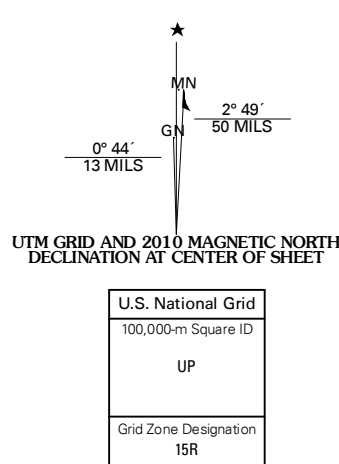 MN
2° 49´
50 MILS
GN
0° 44´
13 MILS
UTM GRID AND 2010 MAGNETIC NORTH
DECLINATION AT CENTER OF SHEET
U.S. National Grid
100,000-m Square ID
UP
Grid Zone Designation
15R